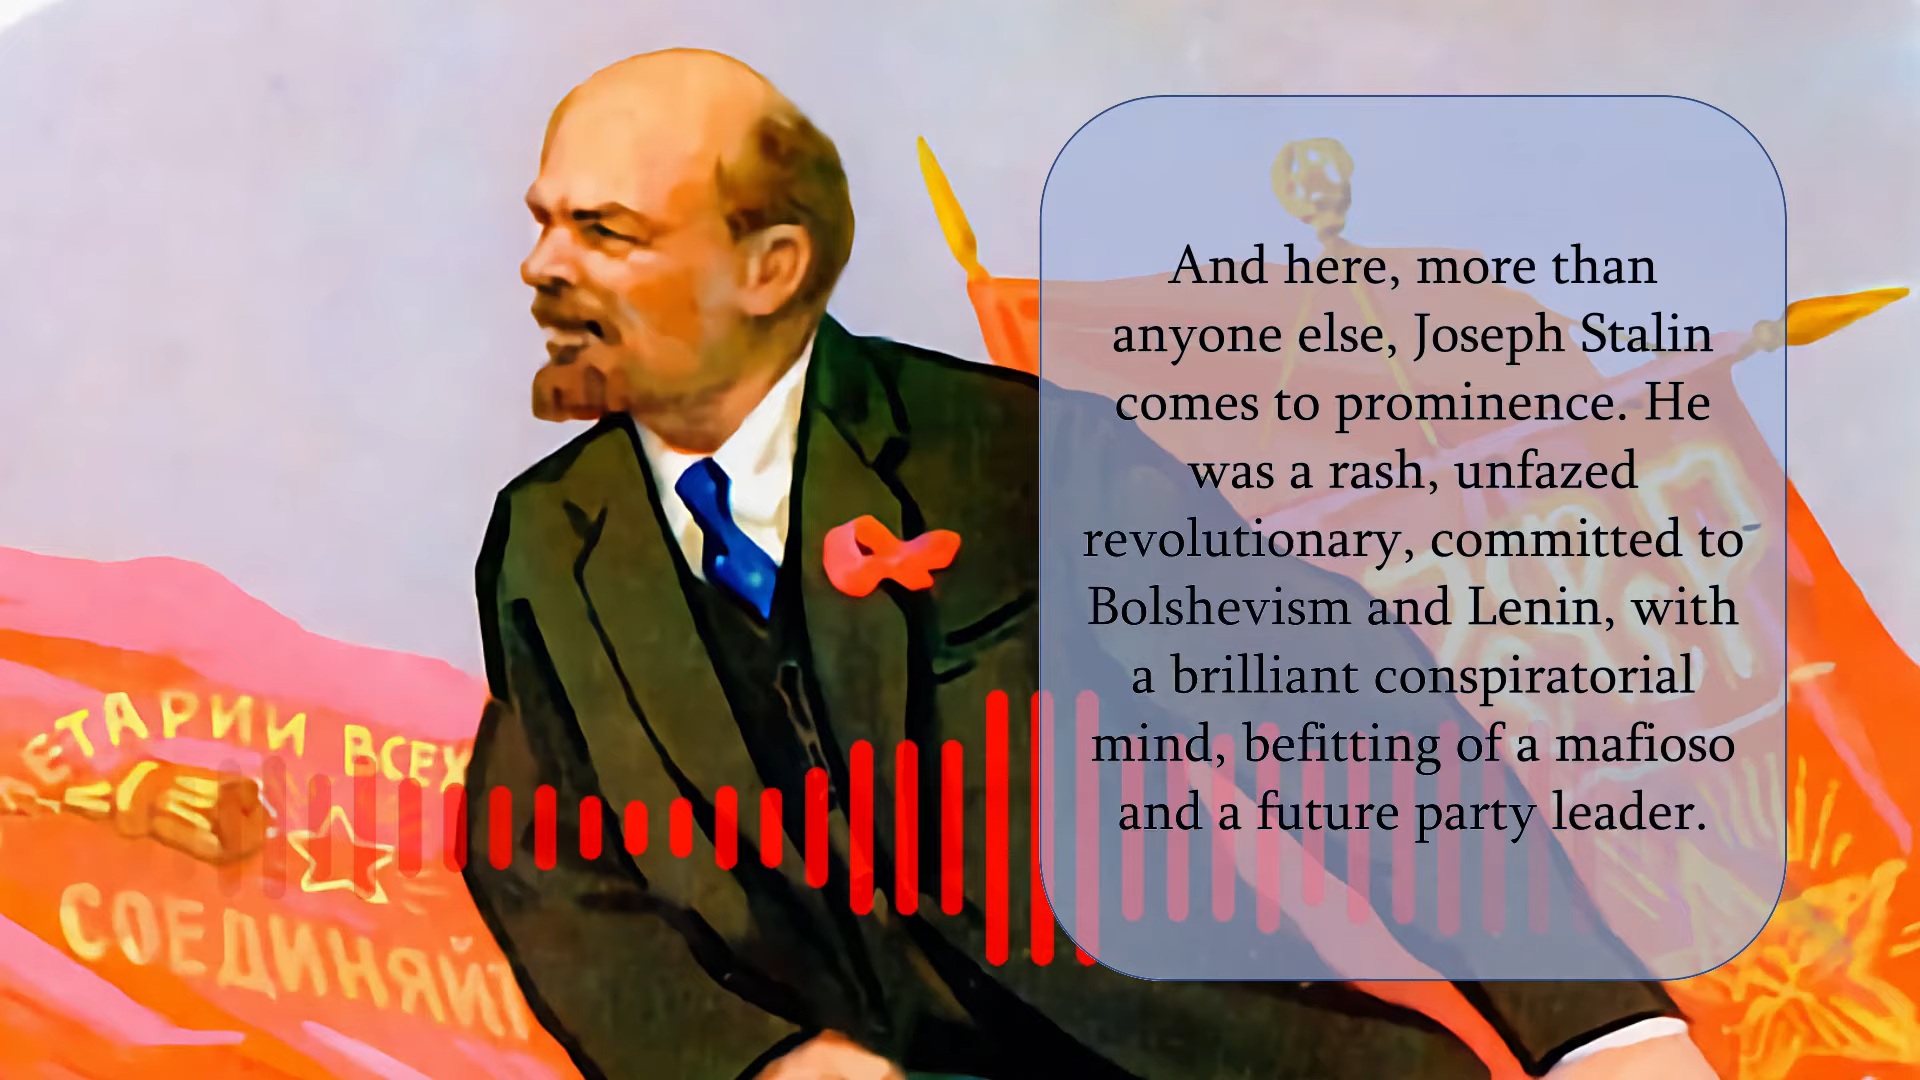 And here, more than
anyone else, Joseph Stalin
comes to prominence. He
was a rash, unfazed
revolutionary, committed to
Bolshevism and Lenin, with
a brilliant conspiratorial
mind, befitting of a mafioso
and a future party leader.
ЕТАРИИ ВСЕХ
СОЕДИНЯЙТ